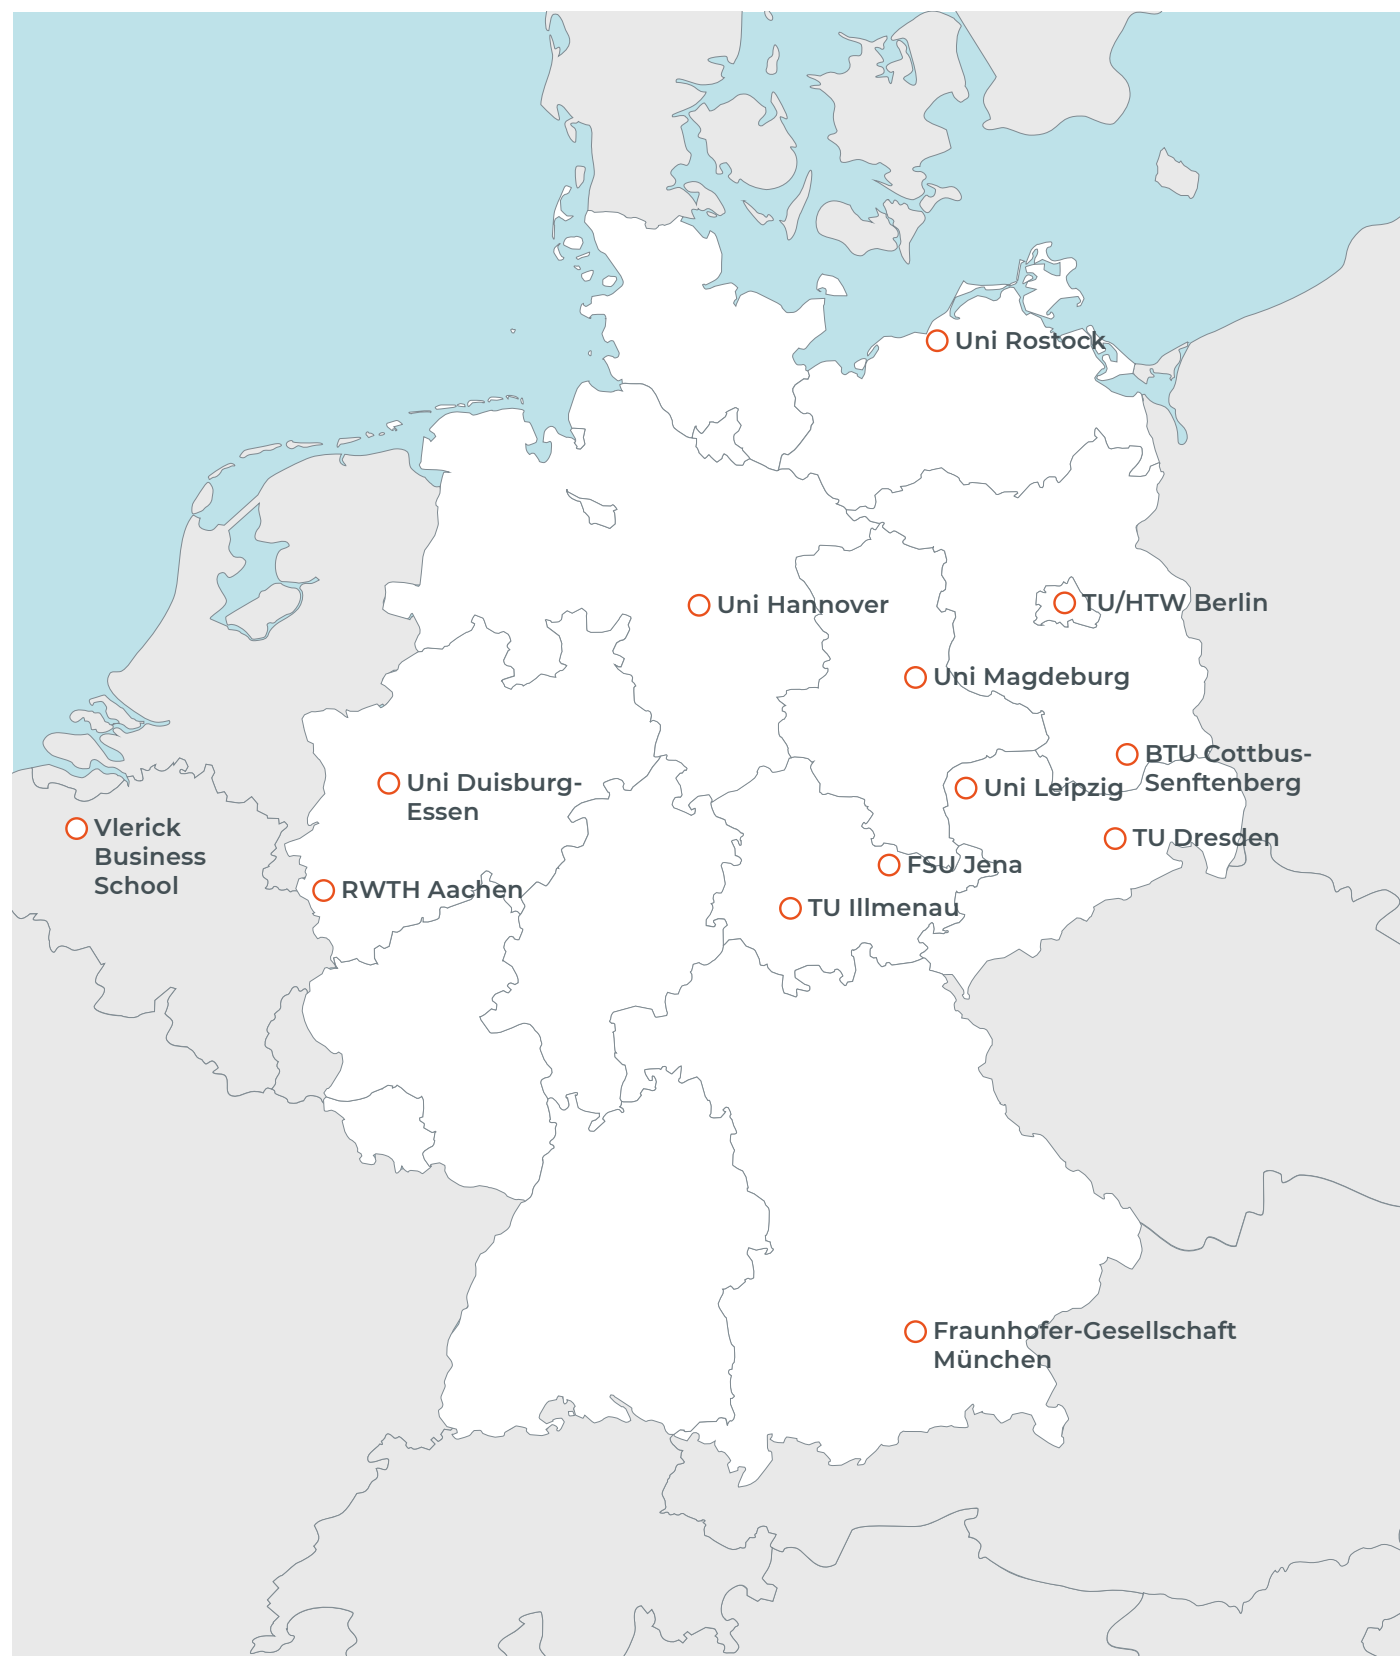 Uni Rostock
Uni Hannover
TU/HTW Berlin
Uni Magdeburg
BTU Cottbus-
Senftenberg
Uni Duisburg-
Essen
Uni Leipzig
Vlerick
Business
School
TU Dresden
FSU Jena
RWTH Aachen
TU Illmenau
Fraunhofer-Gesellschaft
München